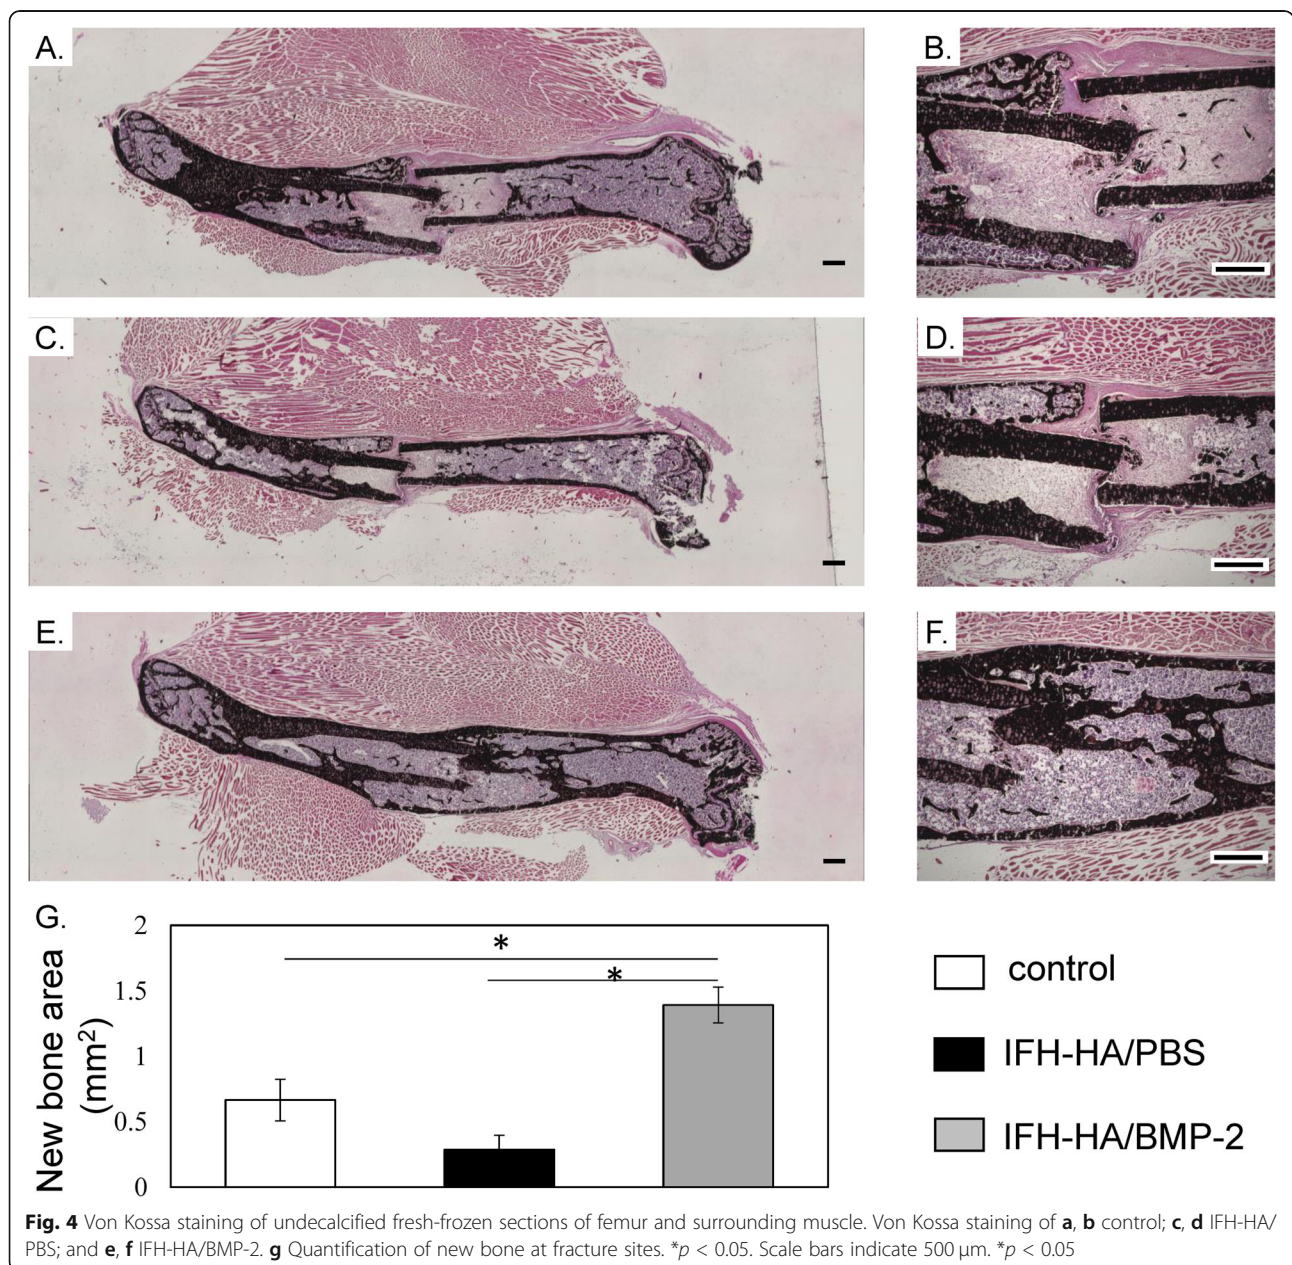 A.
B.
C.
D.
E.
F.
G.
New bone area
(mm²)
2
1.5
1
0.5
0
*
*
control
IFH-HA/PBS
IFH-HA/BMP-2
Fig. 4 Von Kossa staining of undecalcified fresh-frozen sections of femur and surrounding muscle. Von Kossa staining of a, b control; c, d IFH-HA/
PBS; and e, f IFH-HA/BMP-2. g Quantification of new bone at fracture sites. *p < 0.05. Scale bars indicate 500 μm. *p < 0.05